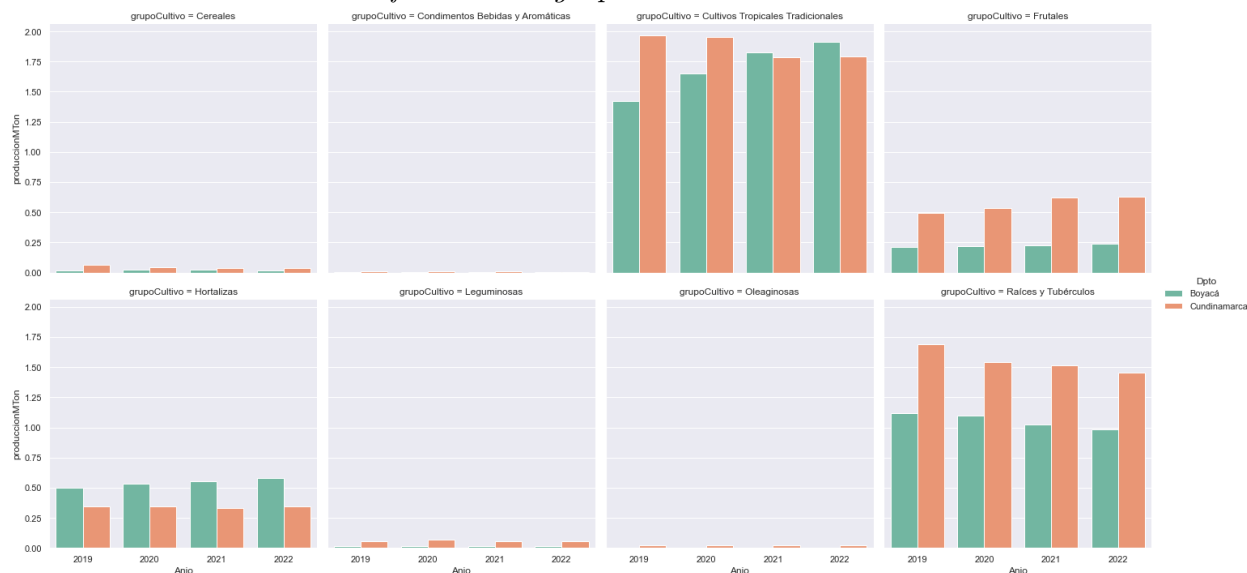 grupoCultivo = Cereales
grupoCultivo = Condimentos Bebidas y Aromáticas
grupoCultivo = Cultivos Tropicales Tradicionales
grupoCultivo = Frutales
2.00
1.75
1.50
1.25
1.00
0.75
0.50
0.25
0.00
produccionMTon
Dpto
Boyacá
Cundinamarca
grupoCultivo = Hortalizas
grupoCultivo = Leguminosas
grupoCultivo = Oleaginosas
grupoCultivo = Raíces y Tubérculos
2.00
1.75
1.50
1.25
1.00
0.75
0.50
0.25
0.00
produccionMTon
2019 2020 2021 2022
Anio
2019 2020 2021 2022
Anio
2019 2020 2021 2022
Anio
2019 2020 2021 2022
Anio